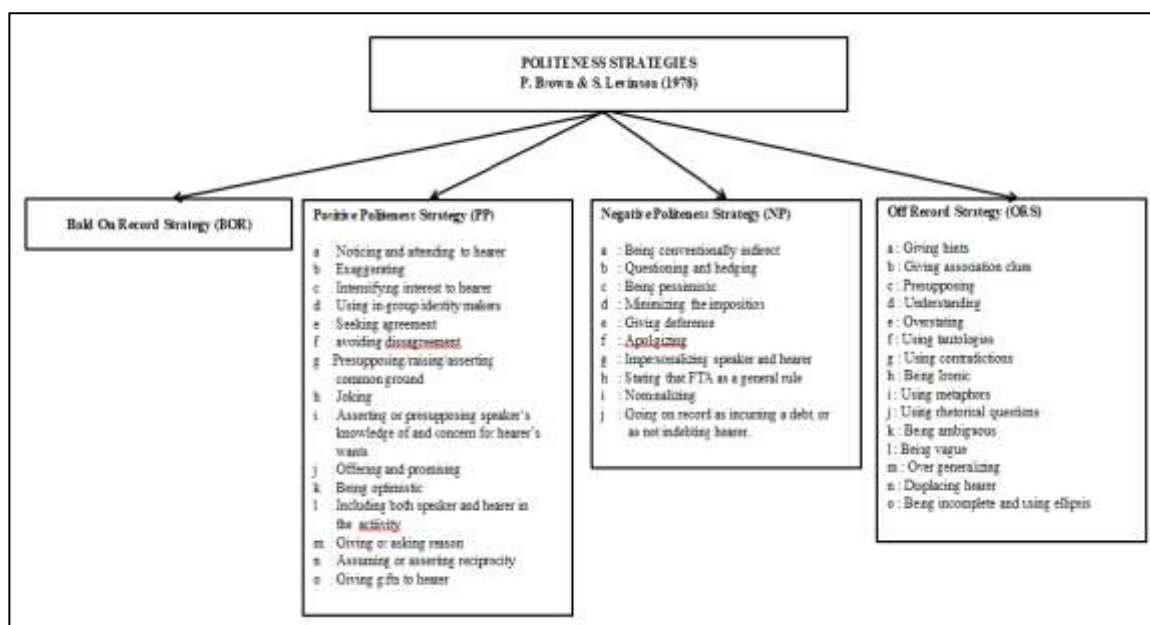 POLITENESS STRATEGIES
P. Brown & S. Levinson (1978)
Bald On Record Strategy (BOR)
Positive Politeness Strategy (PP)
a Noticing and attending to hearer
b Exaggerating
c Intensifying interest to hearer
d Using in-group identity makers
e Seeking agreement
f avoiding dissagreement
g Presupposing/raising/asserting
common ground
h Joking
i Asserting or presupposing speaker's
knowledge of and concern for hearer's
wants
j Offering and promising
k Being optimistic
l Including both speaker and hearer in
the activity
m Giving or asking reason
n Assuming or asserting reciprocity
o Giving gifts to hearer
Negative Politeness Strategy (NP)
a : Being conventionally indirect
b : Questioning and hedging
c : Being pessimistic
d : Minimizing the imposition
e : Giving deference
f : Apoligizing
g : Impersonalizing speaker and hearer
h : Stating that FTA as a general rule
i : Nominalizing
j : Going on record as incurring a debt, or
as not indebting hearer.
Off Record Strategy (ORS)
a : Giving hints
b : Giving association clues
c : Presupposing
d : Understanding
e : Overstating
f : Using tautologies
g : Using contradictions
h : Being Ironic
i : Using metaphors
j : Using rhetorical questions
k : Being ambiguous
l : Being vague
m : Over generalizing
n : Displacing hearer
o : Being incomplete and using ellipsis